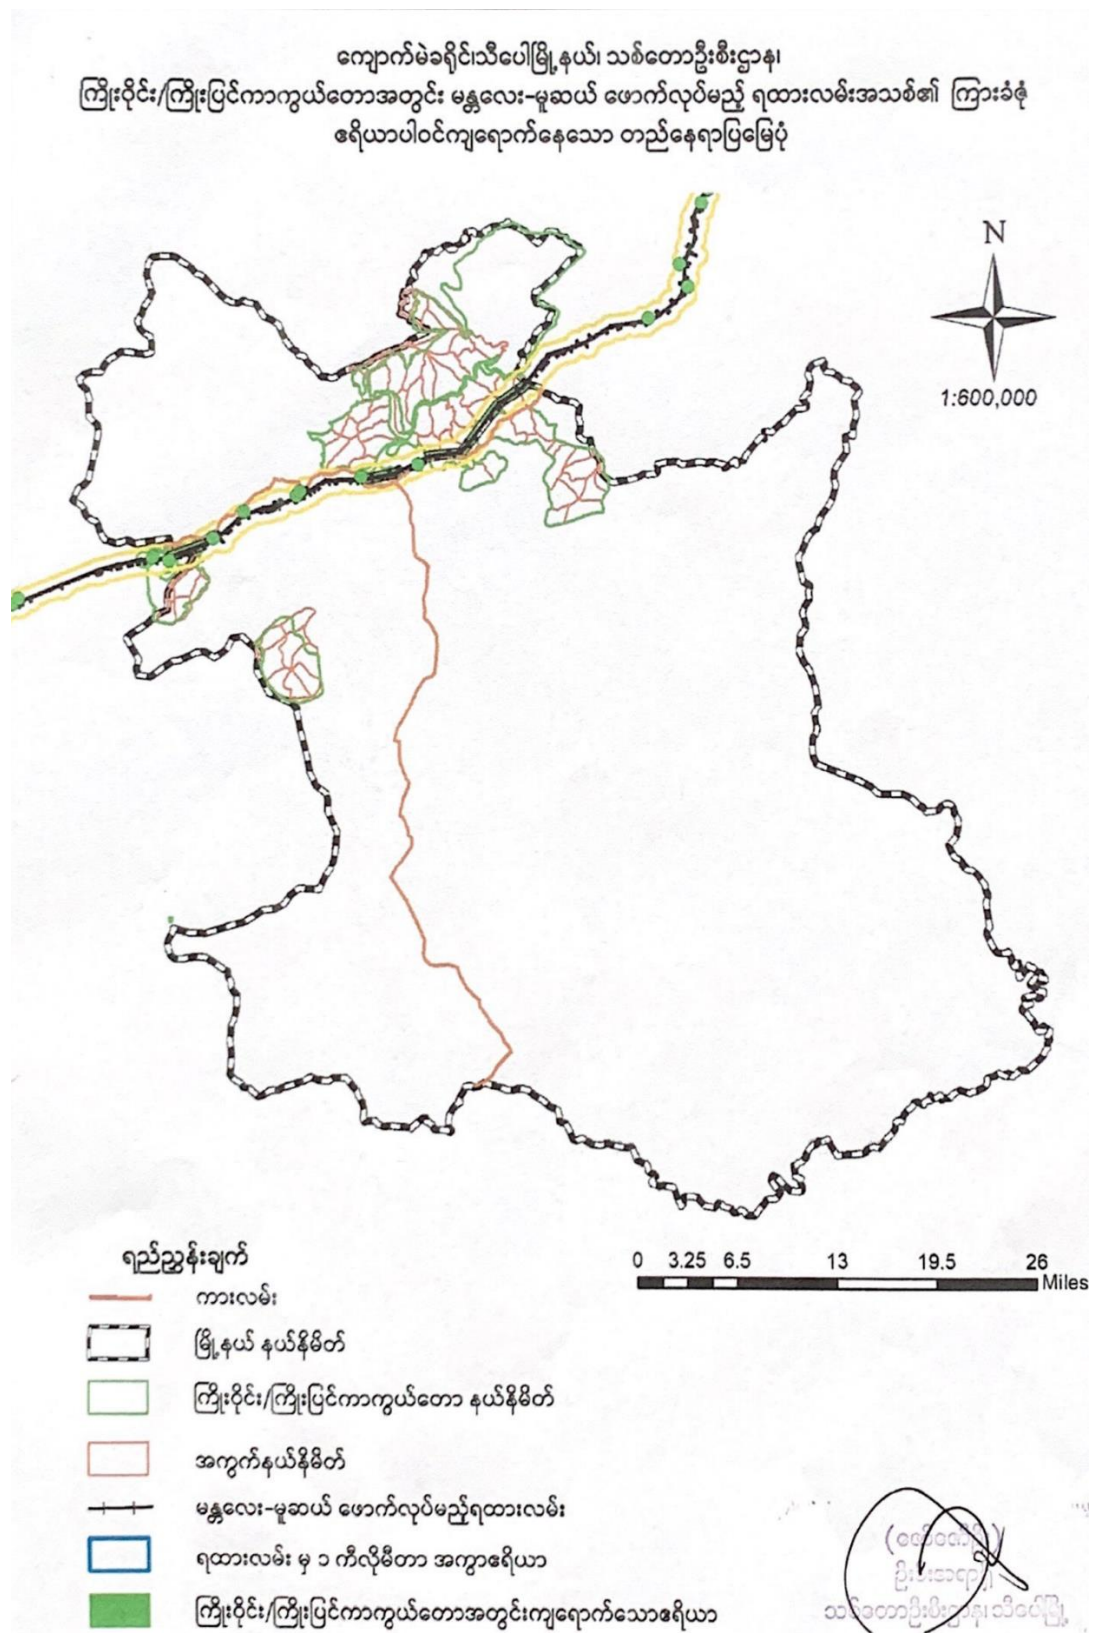 ကျောက်မဲခရိုင်၊သီပေါမြို့နယ်၊ သစ်တောဦးစီးဌာန၊
ကြိုးဝိုင်း/ကြိုးပြင်ကာကွယ်တောအတွင်း မန္တလေး-မူဆယ် ဖောက်လုပ်မည့် ရထားလမ်းအသစ်၏ ကြားခံဇုံ
ဧရိယာပါဝင်ကျရောက်နေသော တည်နေရာပြမြေပုံ
N
1:600,000
0 3.25 6.5 13 19.5 26
Miles
ရည်ညွှန်းချက်
ကားလမ်း
မြို့နယ် နယ်နိမိတ်
ကြိုးဝိုင်း/ကြိုးပြင်ကာကွယ်တော နယ်နိမိတ်
အကွက်နယ်နိမိတ်
မန္တလေး-မူဆယ် ဖောက်လုပ်မည့်ရထားလမ်း
ရထားလမ်း မှ ၁ ကီလိုမီတာ အကွာဧရိယာ
ကြိုးဝိုင်း/ကြိုးပြင်ကာကွယ်တောအတွင်းကျရောက်သောဧရိယာ
သစ်တောဦးစီးဌာန၊ သီပေါမြို့